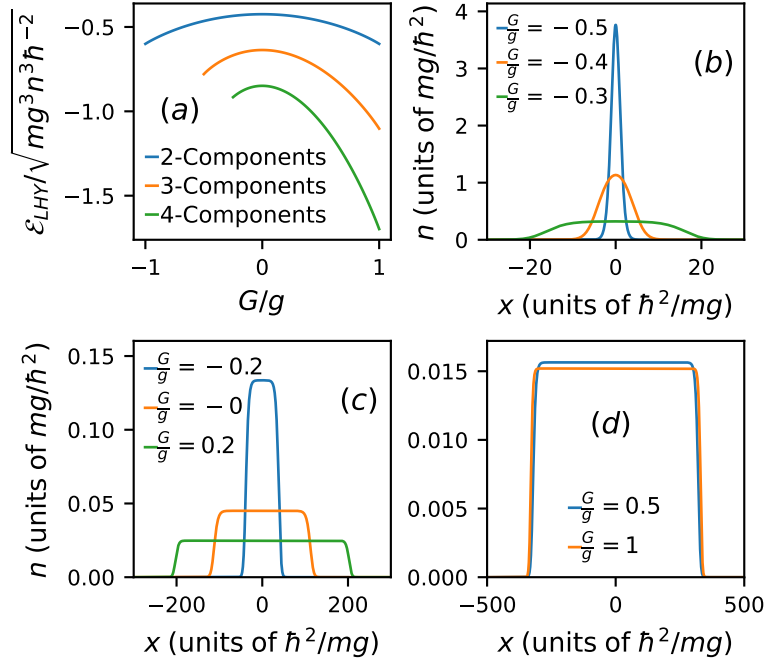 ℰ_LHY/√mg³n³ħ⁻²
−0.5
−1.0
−1.5
(a)
2-Components
3-Components
4-Components
−1
0
1
G/g
n (units of mg/ħ²)
4
3
2
1
0
G/g = −0.5
G/g = −0.4
G/g = −0.3
(b)
−20
0
20
x (units of ħ²/mg)
n (units of mg/ħ²)
0.15
0.10
0.05
0.00
G/g = −0.2
G/g = −0
G/g = 0.2
(c)
−200
0
200
x (units of ħ²/mg)
0.015
0.010
0.005
0.000
(d)
G/g = 0.5
G/g = 1
−500
0
500
x (units of ħ²/mg)